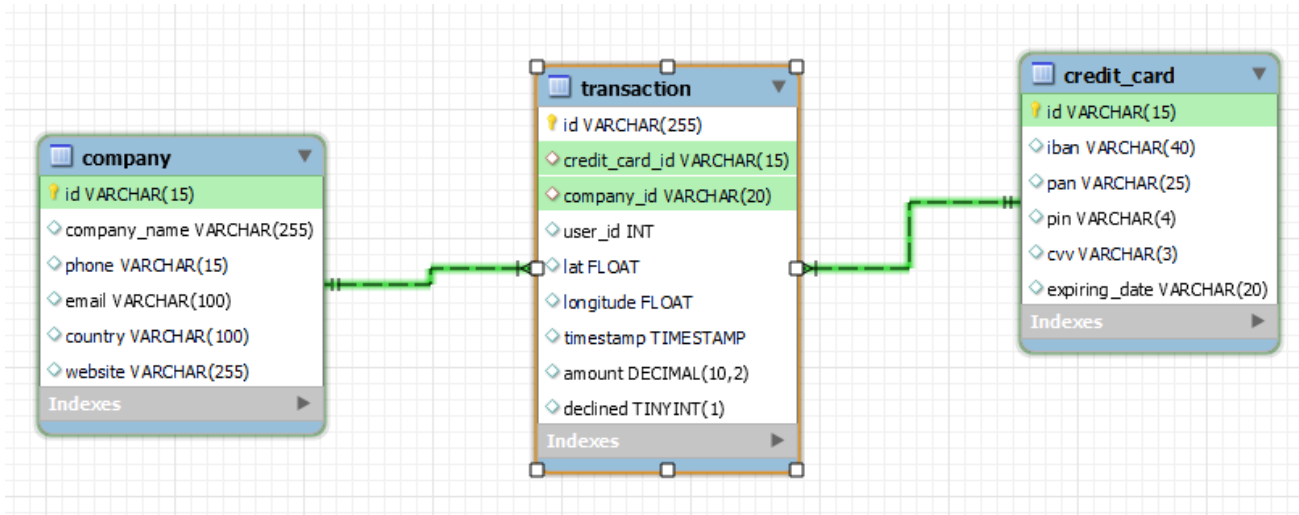 company
id VARCHAR(15)
company_name VARCHAR(255)
phone VARCHAR(15)
email VARCHAR(100)
country VARCHAR(100)
website VARCHAR(255)
Indexes
transaction
id VARCHAR(255)
credit_card_id VARCHAR(15)
company_id VARCHAR(20)
user_id INT
lat FLOAT
longitude FLOAT
timestamp TIMESTAMP
amount DECIMAL(10,2)
declined TINYINT(1)
Indexes
credit_card
id VARCHAR(15)
iban VARCHAR(40)
pan VARCHAR(25)
pin VARCHAR(4)
cvv VARCHAR(3)
expiring_date VARCHAR(20)
Indexes